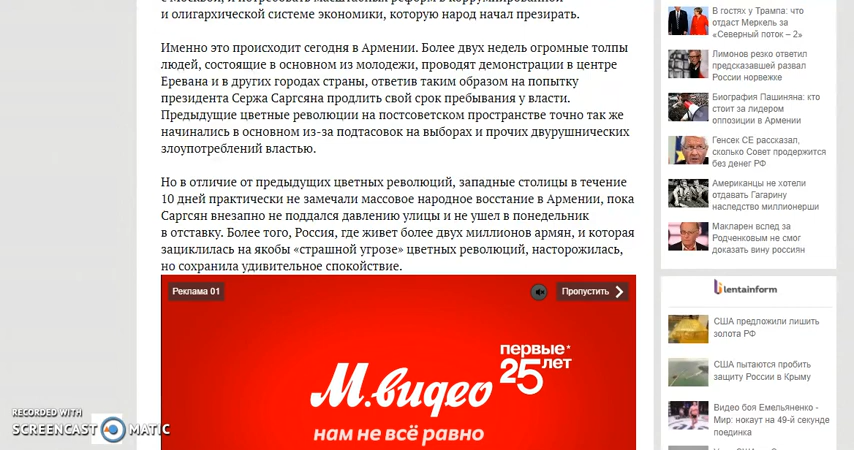 и олигархической системе экономики, которую народ начал презирать.
Именно это происходит сегодня в Армении. Более двух недель огромные толпы
людей, состоящие в основном из молодежи, проводят демонстрации в центре
Еревана и в других городах страны, ответив таким образом на попытку
президента Сержа Саргсяна продлить свой срок пребывания у власти.
Предыдущие цветные революции на постсоветском пространстве точно так же
начинались в основном из-за подтасовок на выборах и прочих двурушнических
злоупотреблений властью.
Но в отличие от предыдущих цветных революций, западные столицы в течение
10 дней практически не замечали массовое народное восстание в Армении, пока
Саргсян внезапно не поддался давлению улицы и не ушел в понедельник
в отставку. Более того, Россия, где живет более двух миллионов армян, и которая
зациклилась на якобы «страшной угрозе» цветных революций, насторожилась,
но сохранила удивительное спокойствие.
Реклама 01
Пропустить
первые*
25 лет
М.видео
нам не всё равно
В гостях у Трампа: что
отдаст Меркель за
«Северный поток – 2»
Лимонов резко ответил
предсказавшей развал
России норвежке
Биография Пашиняна: кто
стоит за лидером
оппозиции в Армении
Генсек СЕ рассказал,
сколько Совет продержится
без денег РФ
Американцы не хотели
отдавать Гагарину
наследство миллионерши
Макларен вслед за
Родченковым не смог
доказать вину россиян
lentainform
США предложили лишить
золота РФ
США пытаются пробить
защиту России в Крыму
Видео боя Емельяненко -
Мир: нокаут на 49-й секунде
поединка
RECORDED WITH
SCREENCAST MATIC